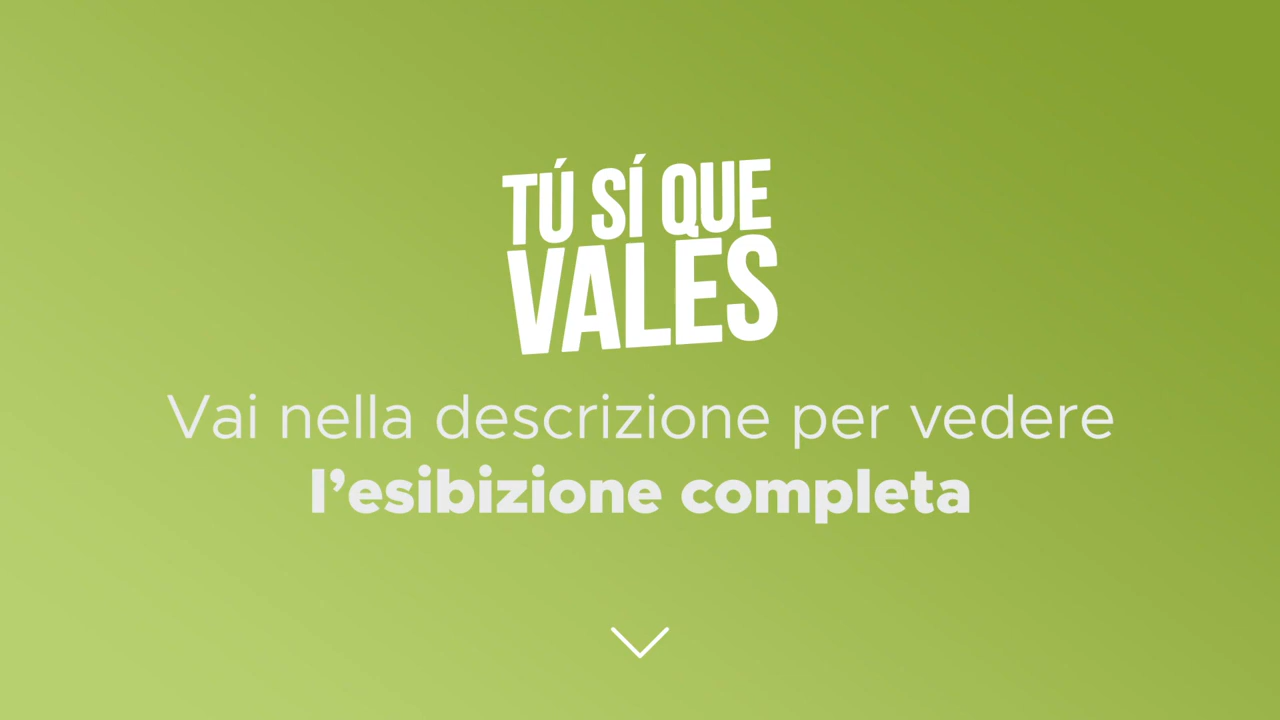 TÚ SÍ QUE
VALES
Vai nella descrizione per vedere
l’esibizione completa